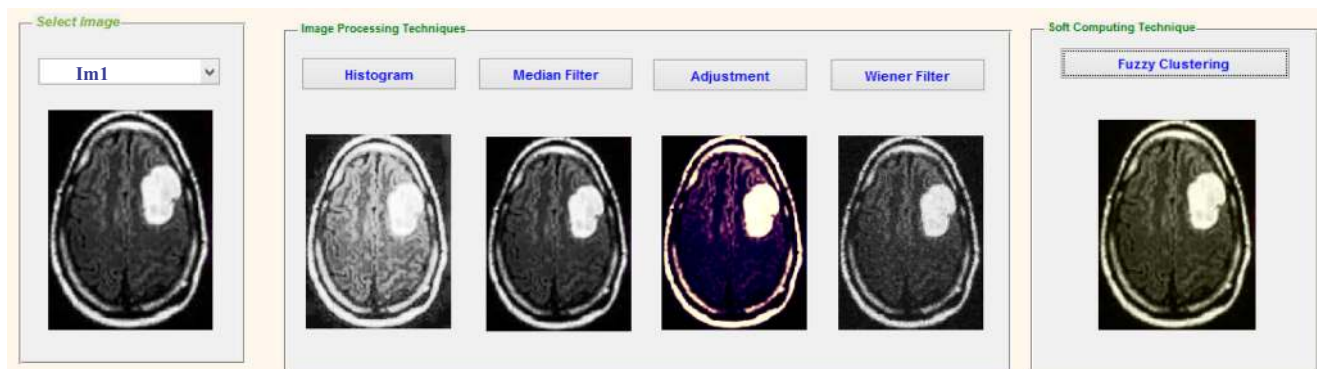 Select Image
Im1
Image Processing Techniques
Histogram
Median Filter
Adjustment
Wiener Filter
Soft Computing Technique
Fuzzy Clustering